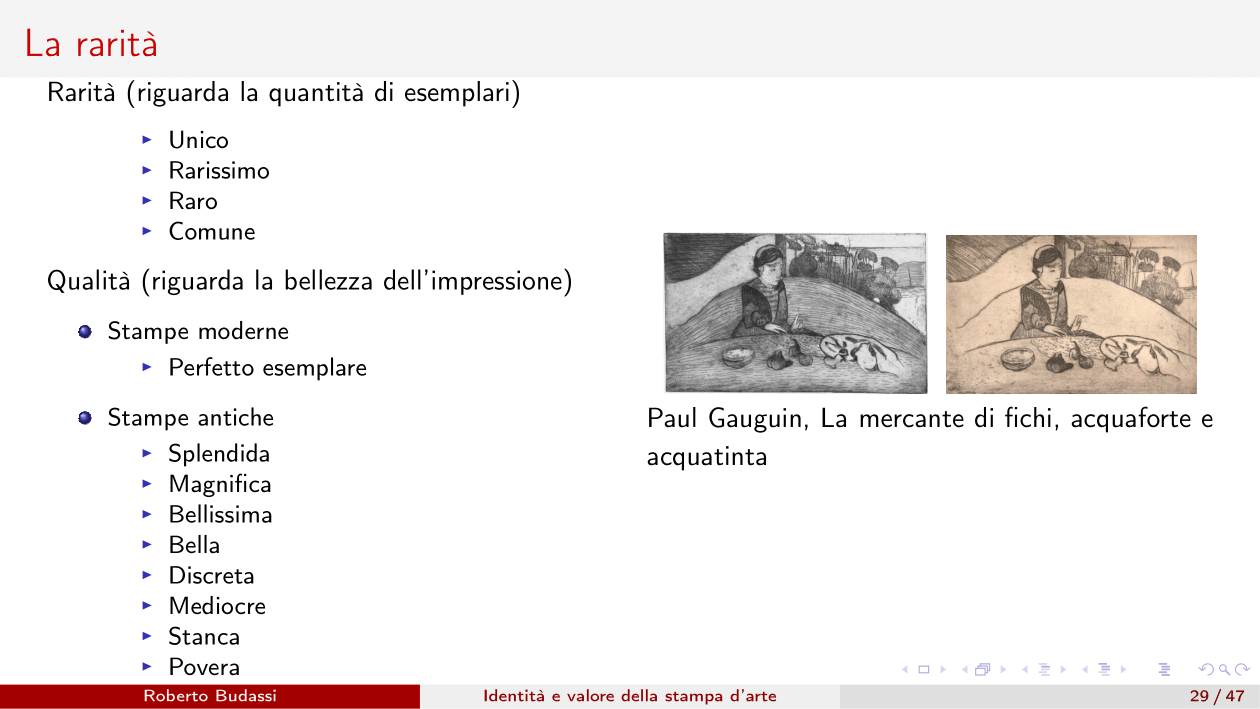 La rarità
Rarità (riguarda la quantità di esemplari)
Unico
Rarissimo
Raro
Comune
Qualità (riguarda la bellezza dell'impressione)
Stampe moderne
Perfetto esemplare
Stampe antiche
Splendida
Magnifica
Bellissima
Bella
Discreta
Mediocre
Stanca
Povera
Paul Gauguin, La mercante di fichi, acquaforte e
acquatinta
Roberto Budassi
Identità e valore della stampa d'arte
29 / 47